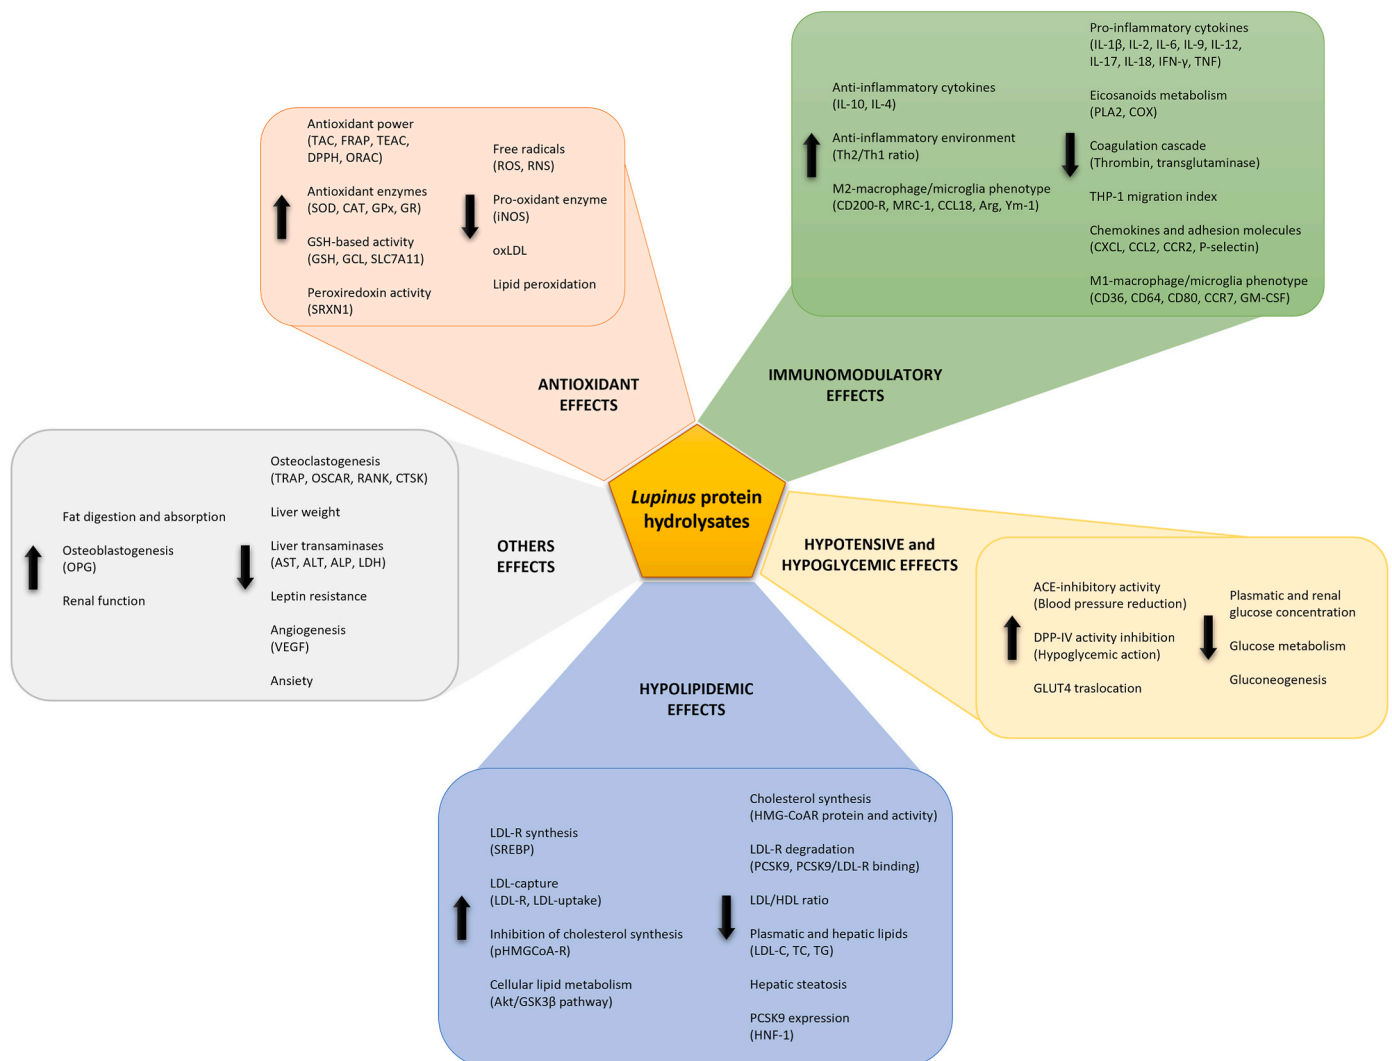 Pro-inflammatory cytokines
(IL-1β, IL-2, IL-6, IL-9, IL-12,
IL-17, IL-18, IFN-γ, TNF)
Anti-inflammatory cytokines
(IL-10, IL-4)
Anti-inflammatory environment
(Th2/Th1 ratio)
M2-macrophage/microglia phenotype
(CD200-R, MRC-1, CCL18, Arg, Ym-1)
Eicosanoids metabolism
(PLA2, COX)
Coagulation cascade
(Thrombin, transglutaminase)
THP-1 migration index
Chemokines and adhesion molecules
(CXCL, CCL2, CCR2, P-selectin)
M1-macrophage/microglia phenotype
(CD36, CD64, CD80, CCR7, GM-CSF)
IMMUNOMODULATORY
EFFECTS
Antioxidant power
(TAC, FRAP, TEAC,
DPPH, ORAC)
Antioxidant enzymes
(SOD, CAT, GPx, GR)
GSH-based activity
(GSH, GCL, SLC7A11)
Peroxiredoxin activity
(SRXN1)
Free radicals
(ROS, RNS)
Pro-oxidant enzyme
(iNOS)
oxLDL
Lipid peroxidation
ANTIOXIDANT
EFFECTS
Lupinus protein
hydrolysates
Fat digestion and absorption
Osteoblastogenesis
(OPG)
Renal function
Osteoclastogenesis
(TRAP, OSCAR, RANK, CTSK)
Liver weight
Liver transaminases
(AST, ALT, ALP, LDH)
Leptin resistance
Angiogenesis
(VEGF)
Ansiety
OTHERS
EFFECTS
HYPOTENSIVE and
HYPOGLYCEMIC EFFECTS
ACE-inhibitory activity
(Blood pressure reduction)
DPP-IV activity inhibition
(Hypoglycemic action)
GLUT4 traslocation
Plasmatic and renal
glucose concentration
Glucose metabolism
Gluconeogenesis
HYPOLIPIDEMIC
EFFECTS
LDL-R synthesis
(SREBP)
LDL-capture
(LDL-R, LDL-uptake)
Inhibition of cholesterol synthesis
(pHMGCoA-R)
Cellular lipid metabolism
(Akt/GSK3β pathway)
Cholesterol synthesis
(HMG-CoAR protein and activity)
LDL-R degradation
(PCSK9, PCSK9/LDL-R binding)
LDL/HDL ratio
Plasmatic and hepatic lipids
(LDL-C, TC, TG)
Hepatic steatosis
PCSK9 expression
(HNF-1)